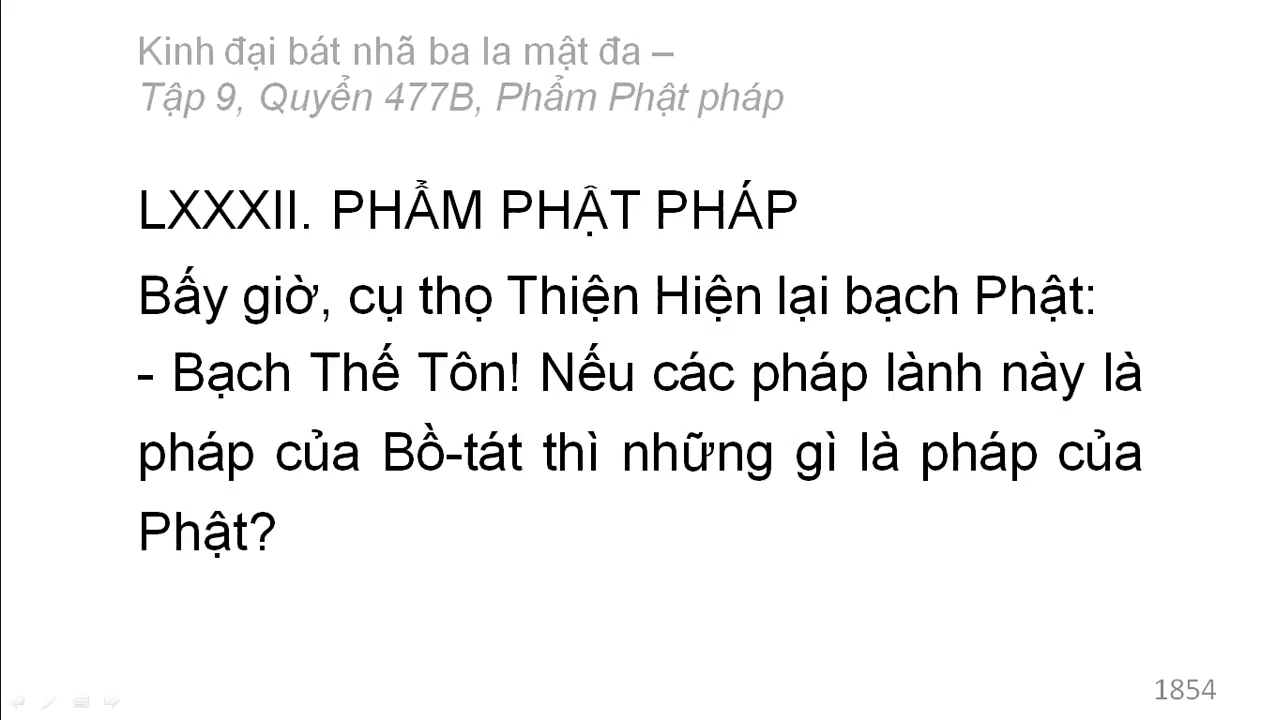 Kinh đại bát nhã ba la mật đa –
Tập 9, Quyển 477B, Phẩm Phật pháp
LXXXII. PHẨM PHẬT PHÁP
Bấy giờ, cụ thọ Thiện Hiện lại bạch Phật:
- Bạch Thế Tôn! Nếu các pháp lành này là
pháp của Bồ-tát thì những gì là pháp của
Phật?
1854